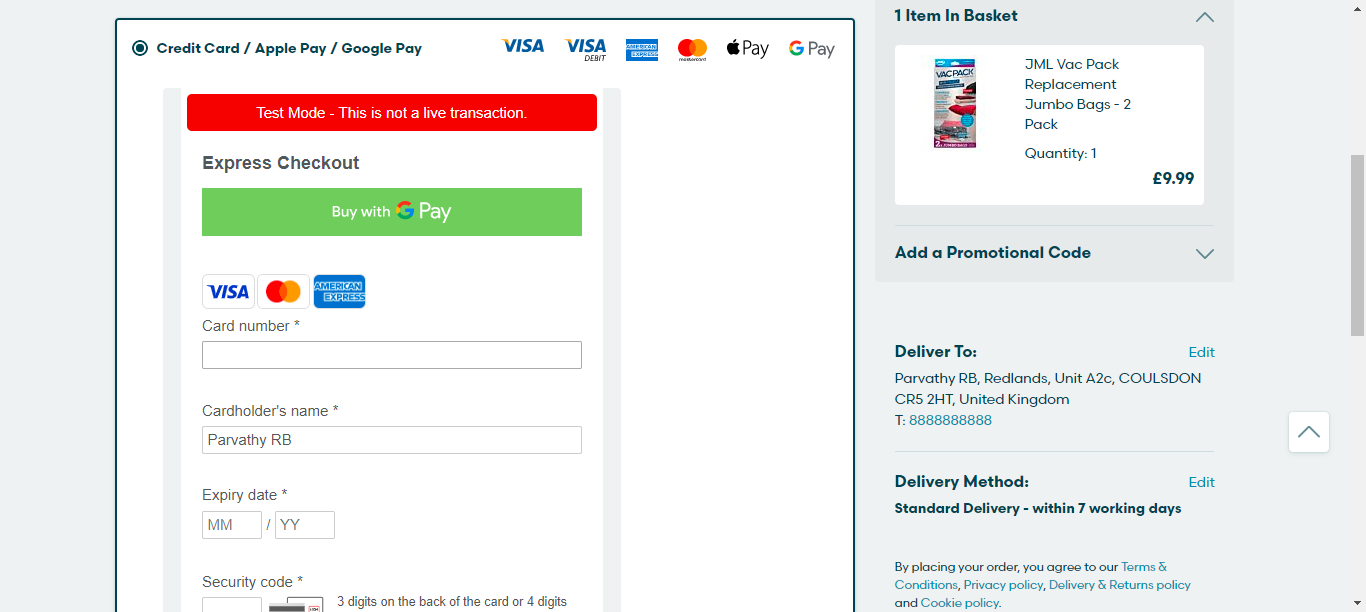 Credit Card / Apple Pay / Google Pay
VISA
VISA
DEBIT
AMERICAN
EXPRESS
mastercard
Pay
G Pay
Test Mode - This is not a live transaction.
Express Checkout
Buy with G Pay
VISA
AMERICAN
EXPRESS
Card number *
Cardholder's name *
Parvathy RB
Expiry date *
MM / YY
Security code *
3 digits on the back of the card or 4 digits
1 Item In Basket
VACPACK
JML Vac Pack
Replacement
Jumbo Bags - 2
Pack
Quantity: 1
£9.99
Add a Promotional Code
Deliver To:
Edit
Parvathy RB, Redlands, Unit A2c, COULSDON
CR5 2HT, United Kingdom
T: 8888888888
Delivery Method:
Edit
Standard Delivery - within 7 working days
By placing your order, you agree to our Terms &
Conditions, Privacy policy, Delivery & Returns policy
and Cookie policy.